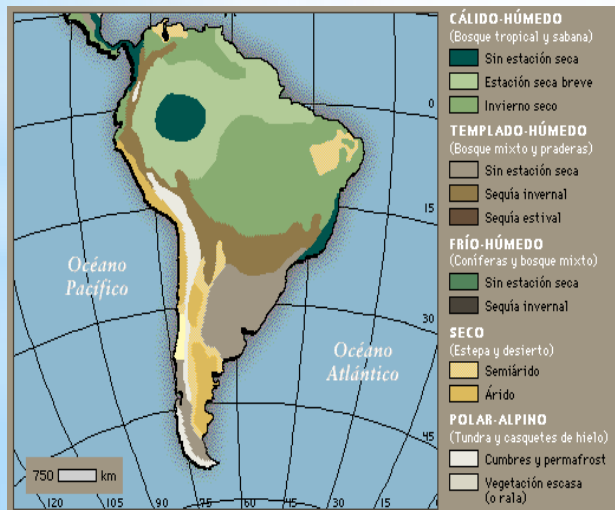 CÁLIDO-HÚMEDO
(Bosque tropical y sabana)
Sin estación seca
Estación seca breve
Invierno seco
TEMPLADO-HÚMEDO
(Bosque mixto y praderas)
Sin estación seca
Sequía invernal
Sequía estival
FRÍO-HÚMEDO
(Coníferas y bosque mixto)
Sin estación seca
Sequía invernal
SECO
(Estepa y desierto)
Semiárido
Árido
POLAR-ALPINO
(Tundra y casquetes de hielo)
Cumbres y permafrost
Vegetación escasa
(o rala)
0
15
Océano
Pacífico
30
Océano
Atlántico
45
750 km
120 105 90 75 60 45 30 15 0